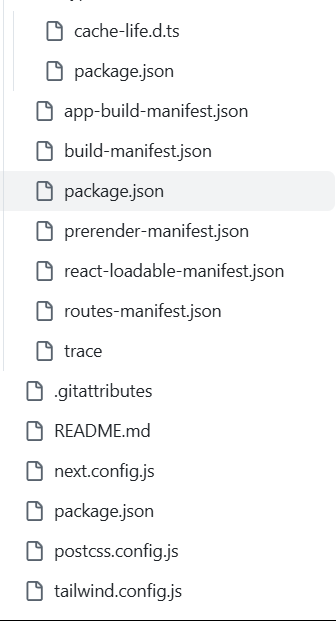 cache-life.d.ts
package.json
app-build-manifest.json
build-manifest.json
package.json
prerender-manifest.json
react-loadable-manifest.json
routes-manifest.json
trace
.gitattributes
README.md
next.config.js
package.json
postcss.config.js
tailwind.config.js